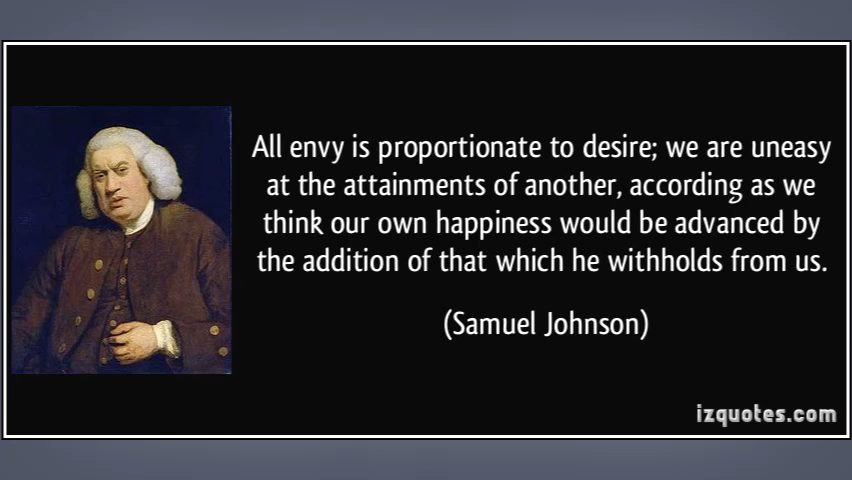 All envy is proportionate to desire; we are uneasy
at the attainments of another, according as we
think our own happiness would be advanced by
the addition of that which he withholds from us.
(Samuel Johnson)
izquotes.com